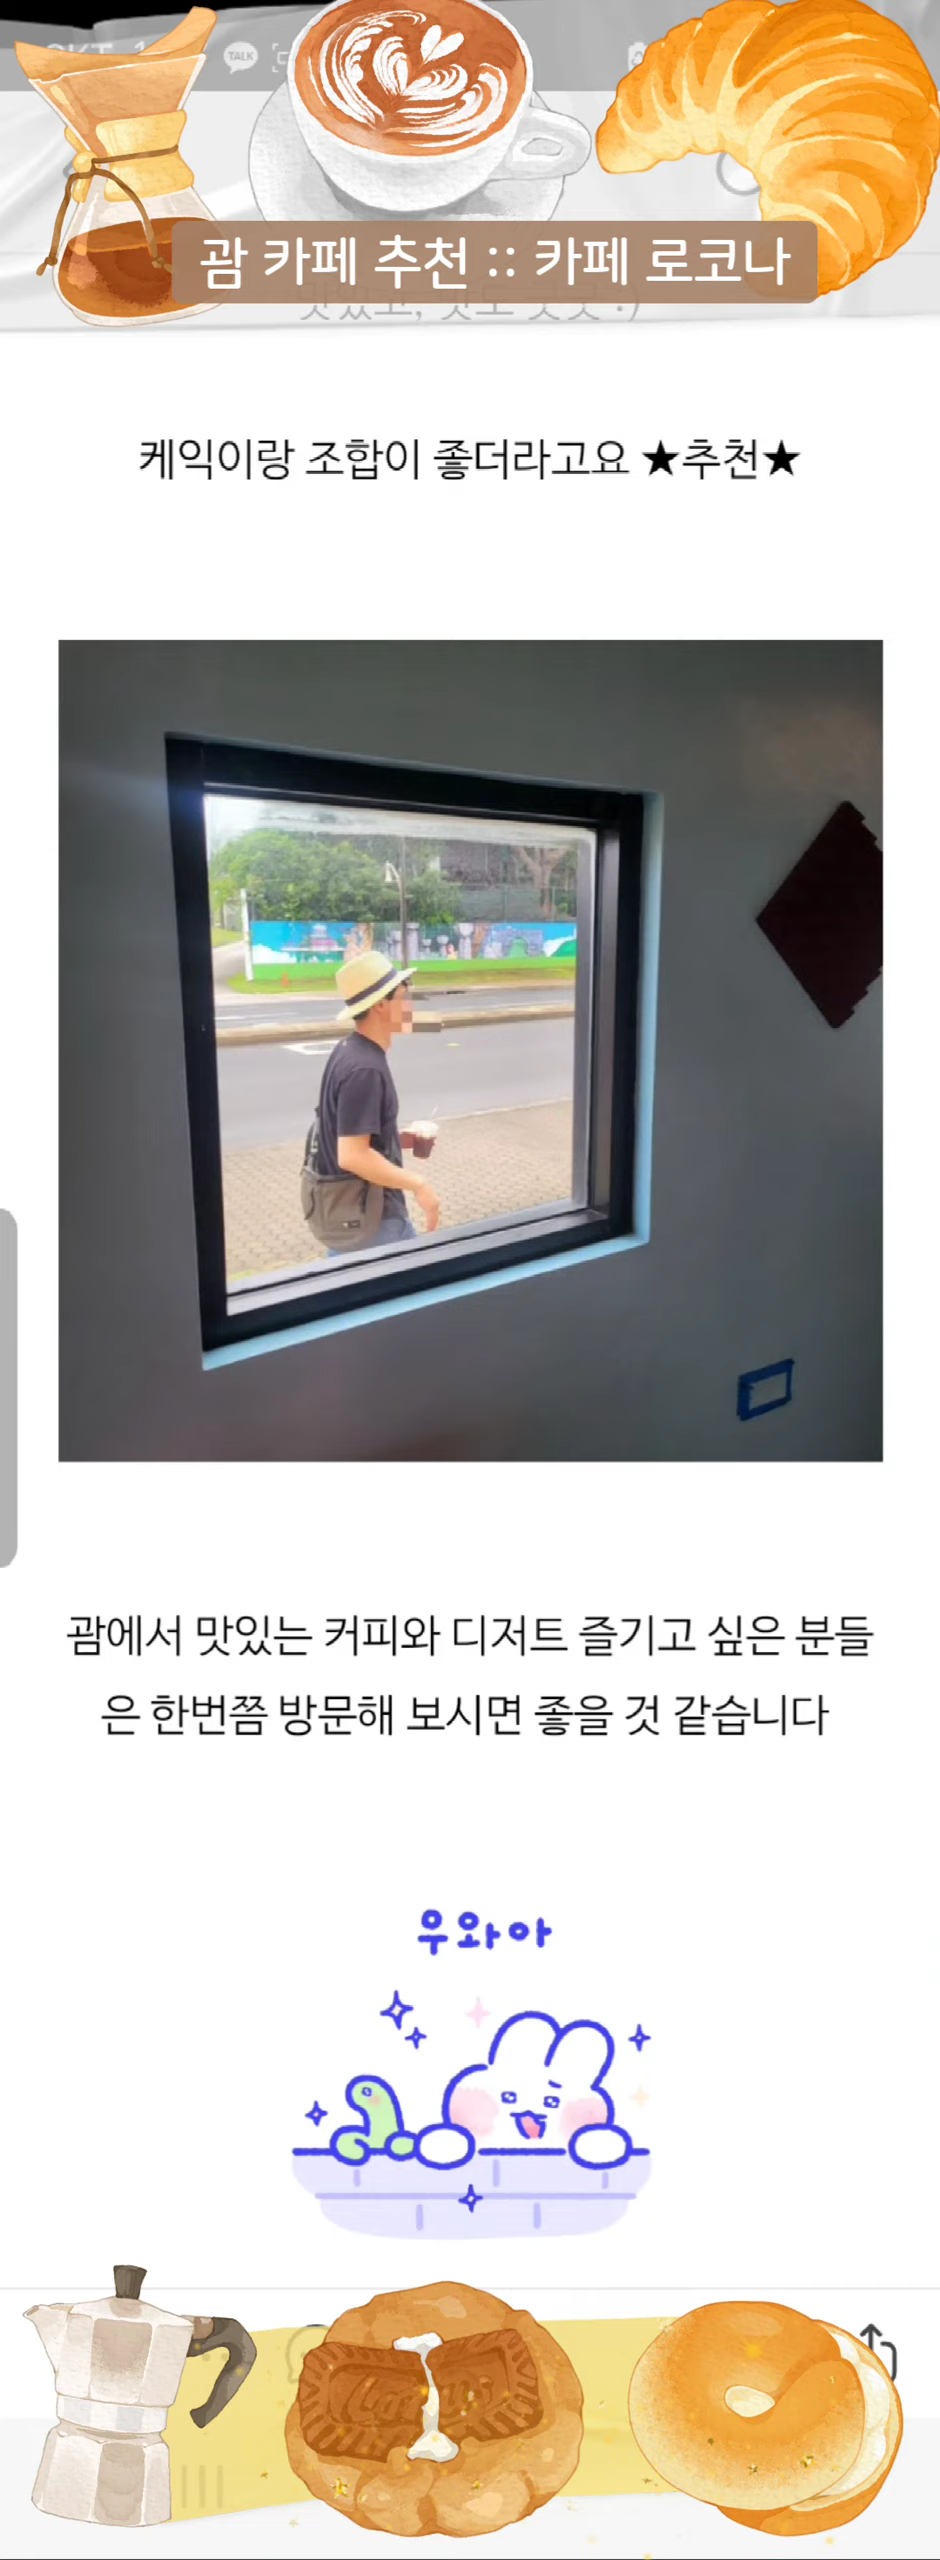 TALK
괌 카페 추천 :: 카페 로코나
케익이랑 조합이 좋더라고요 ★추천★
괌에서 맛있는 커피와 디저트 즐기고 싶은 분들
은 한번쯤 방문해 보시면 좋을 것 같습니다
우와아